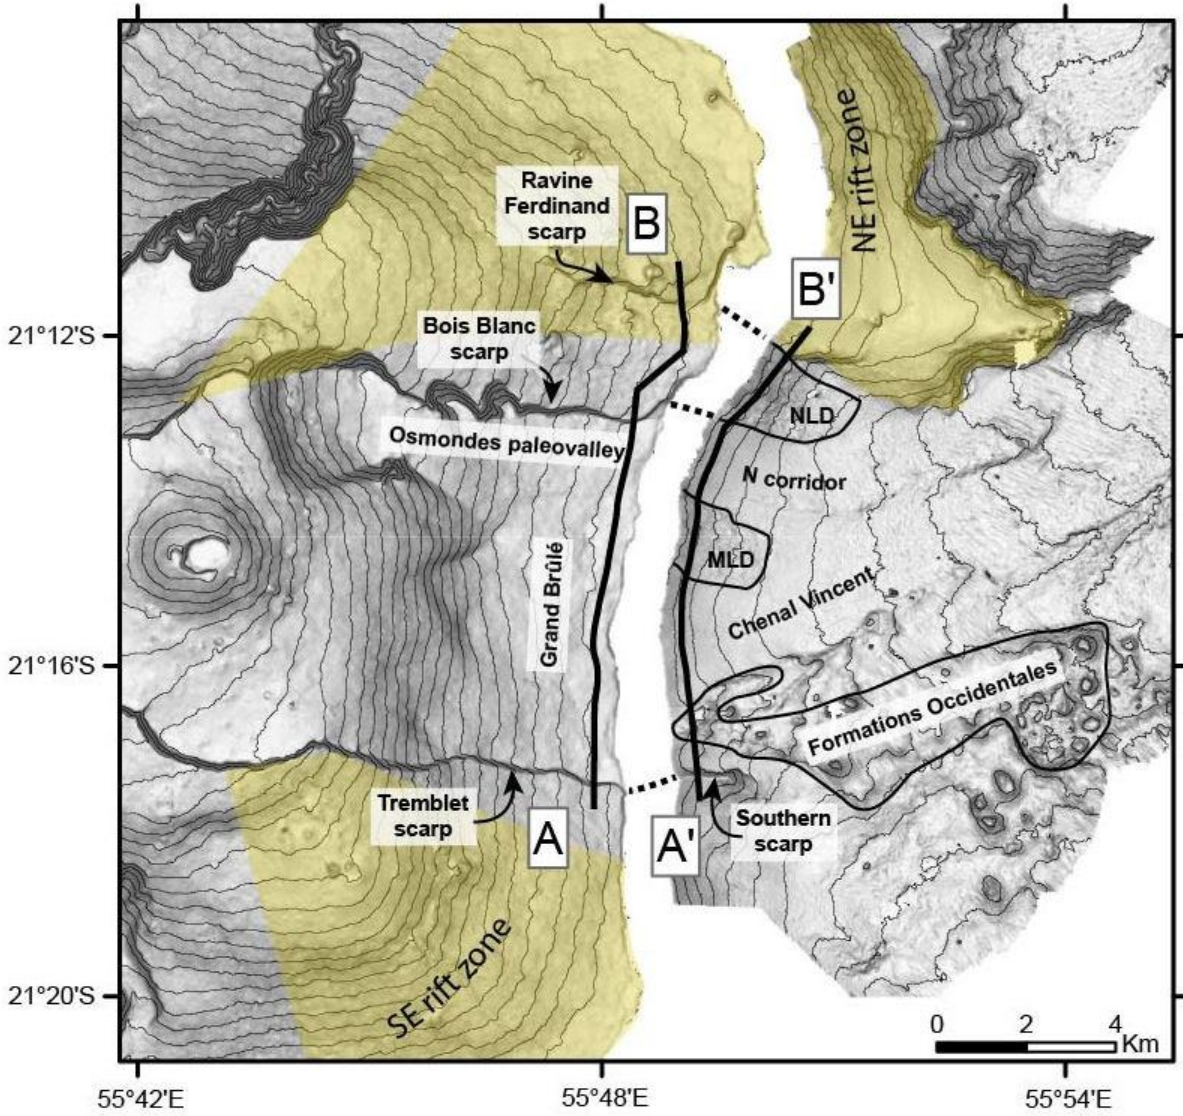 NE rift zone
Ravine
Ferdinand
scarp
B
B'
21°12'S
Bois Blanc
scarp
NLD
Osmondes paleovalley
N corridor
MLD
Grand Brûlé
Chenal Vincent
21°16'S
Formations Occidentales
Tremblet
scarp
A
A'
Southern
scarp
SE rift zone
21°20'S
0 2 4
Km
55°42'E 55°48'E 55°54'E